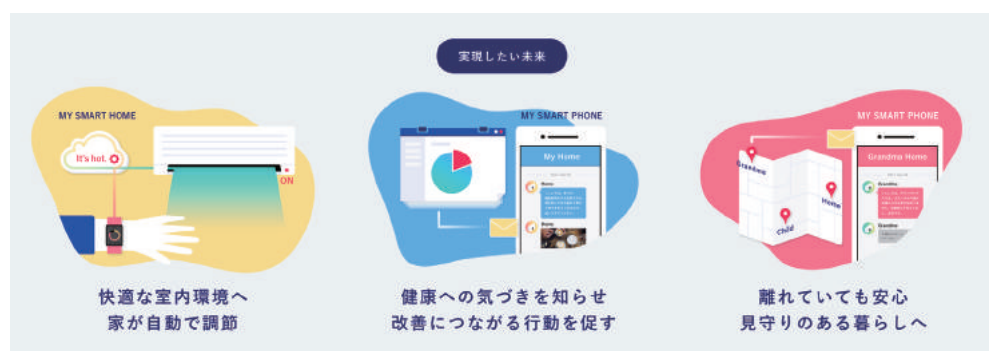 実現したい未来
MY SMART HOME
It's hot.
ON
快適な室内環境へ
家が自動で調節
MY SMART PHONE
My Home
Home
Home
健康への気づきを知らせ
改善につながる行動を促す
MY SMART PHONE
Grandma Home
Grandma
Home
Child
Grandma
Grandma
離れていても安心
見守りのある暮らしへ